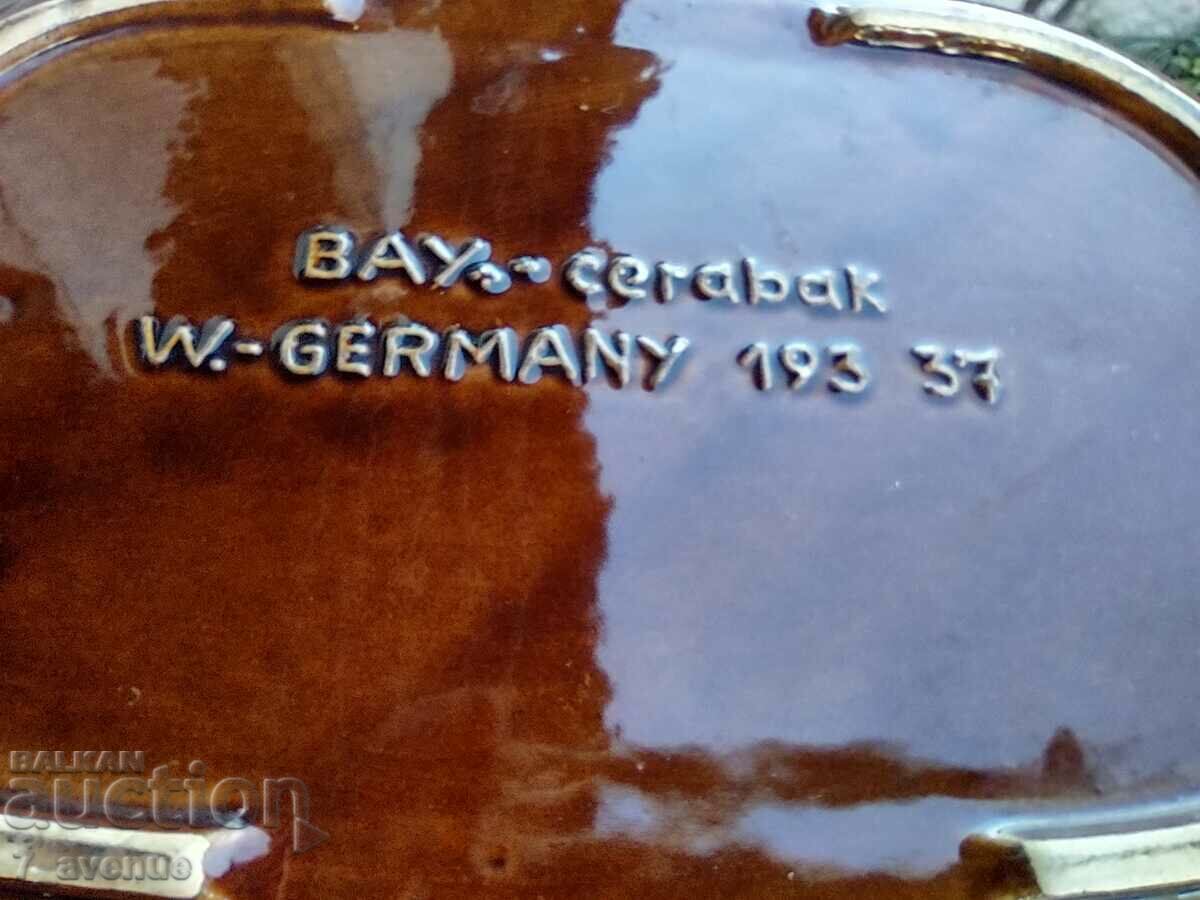 BAY.-cerabak
W.-GERMANY 193 37
BALKAN
auction
7 avenue